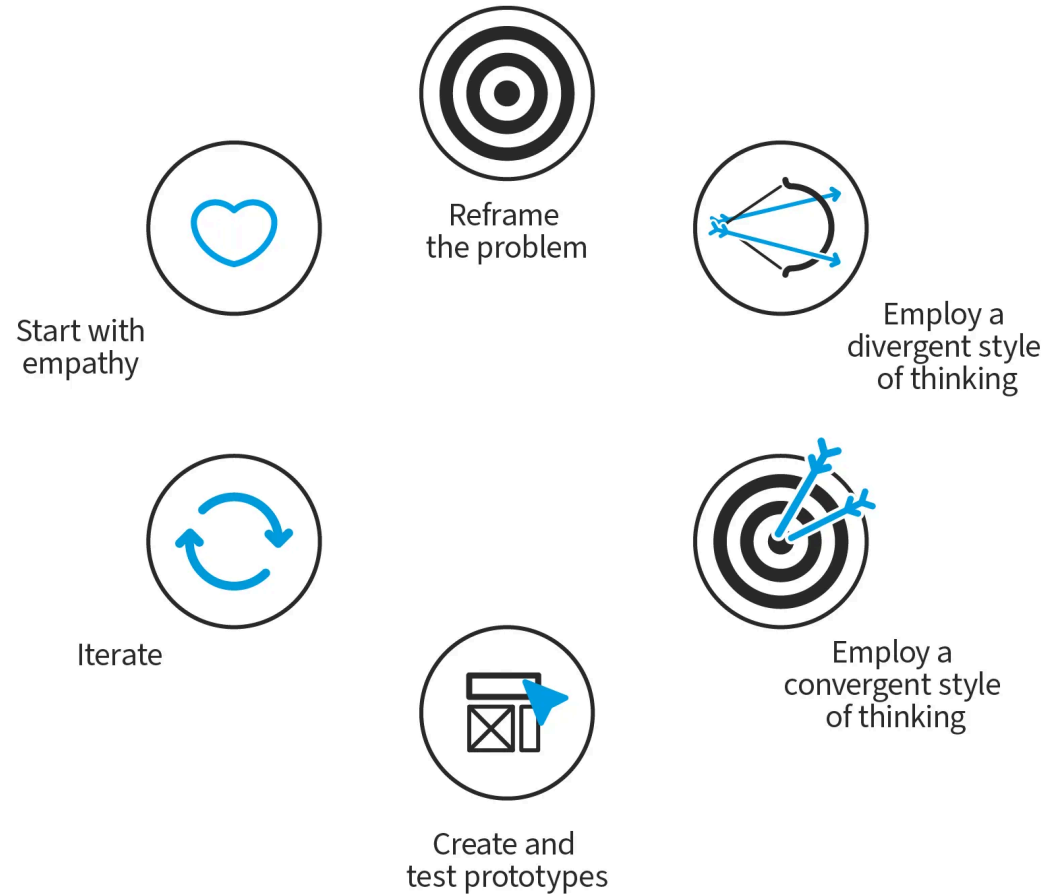 Reframe
the problem
Start with
empathy
Employ a
divergent style
of thinking
Iterate
Employ a
convergent style
of thinking
Create and
test prototypes